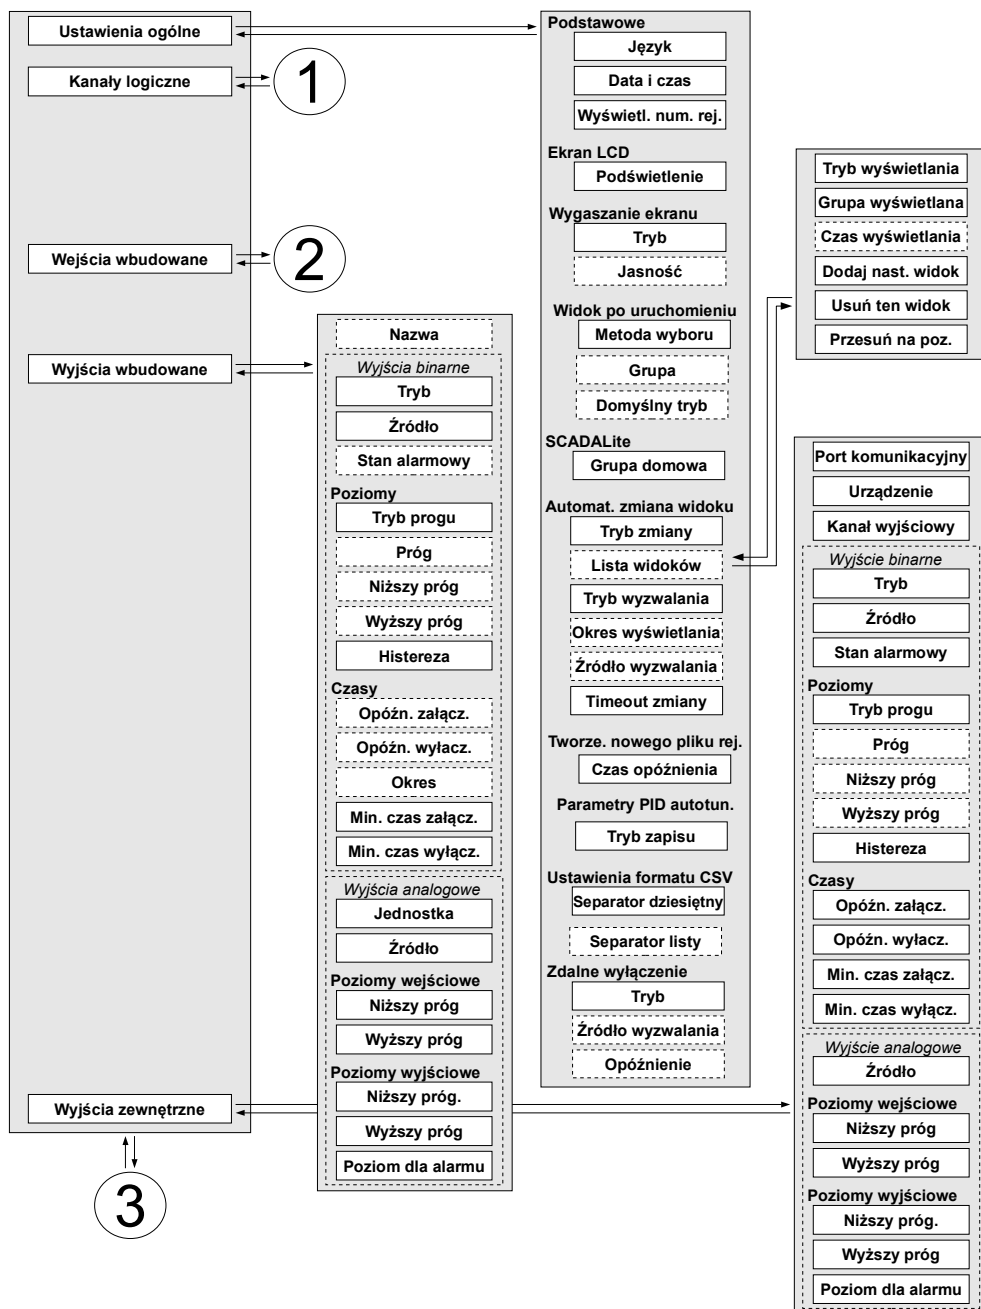 Ustawienia ogólne
Kanały logiczne
1
Wejścia wbudowane
2
Wyjścia wbudowane
Wyjścia zewnętrzne
3
Nazwa
Wyjścia binarne
Tryb
Źródło
Stan alarmowy
Poziomy
Tryb progu
Próg
Niższy próg
Wyższy próg
Histereza
Czasy
Opóźn. załącz.
Opóźn. wyłacz.
Okres
Min. czas załącz.
Min. czas wyłącz.
Wyjścia analogowe
Jednostka
Źródło
Poziomy wejściowe
Niższy próg
Wyższy próg
Poziomy wyjściowe
Niższy próg.
Wyższy próg
Poziom dla alarmu
Podstawowe
Język
Data i czas
Wyświetl. num. rej.
Ekran LCD
Podświetlenie
Wygaszanie ekranu
Tryb
Jasność
Widok po uruchomieniu
Metoda wyboru
Grupa
Domyślny tryb
SCADALite
Grupa domowa
Automat. zmiana widoku
Tryb zmiany
Lista widoków
Tryb wyzwalania
Okres wyświetlania
Źródło wyzwalania
Timeout zmiany
Tworze. nowego pliku rej.
Czas opóźnienia
Parametry PID autotun.
Tryb zapisu
Ustawienia formatu CSV
Separator dziesiętny
Separator listy
Zdalne wyłączenie
Tryb
Źródło wyzwalania
Opóźnienie
Tryb wyświetlania
Grupa wyświetlana
Czas wyświetlania
Dodaj nast. widok
Usuń ten widok
Przesuń na poz.
Port komunikacyjny
Urządzenie
Kanał wyjściowy
Wyjście binarne
Tryb
Źródło
Stan alarmowy
Poziomy
Tryb progu
Próg
Niższy próg
Wyższy próg
Histereza
Czasy
Opóźn. załącz.
Opóźn. wyłacz.
Min. czas załącz.
Min. czas wyłącz.
Wyjście analogowe
Źródło
Poziomy wejściowe
Niższy próg
Wyższy próg
Poziomy wyjściowe
Niższy próg.
Wyższy próg
Poziom dla alarmu